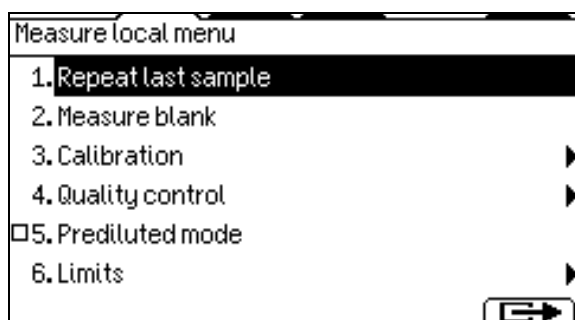 Measure local menu
1. Repeat last sample
2. Measure blank
3. Calibration
4. Quality control
5. Prediluted mode
6. Limits